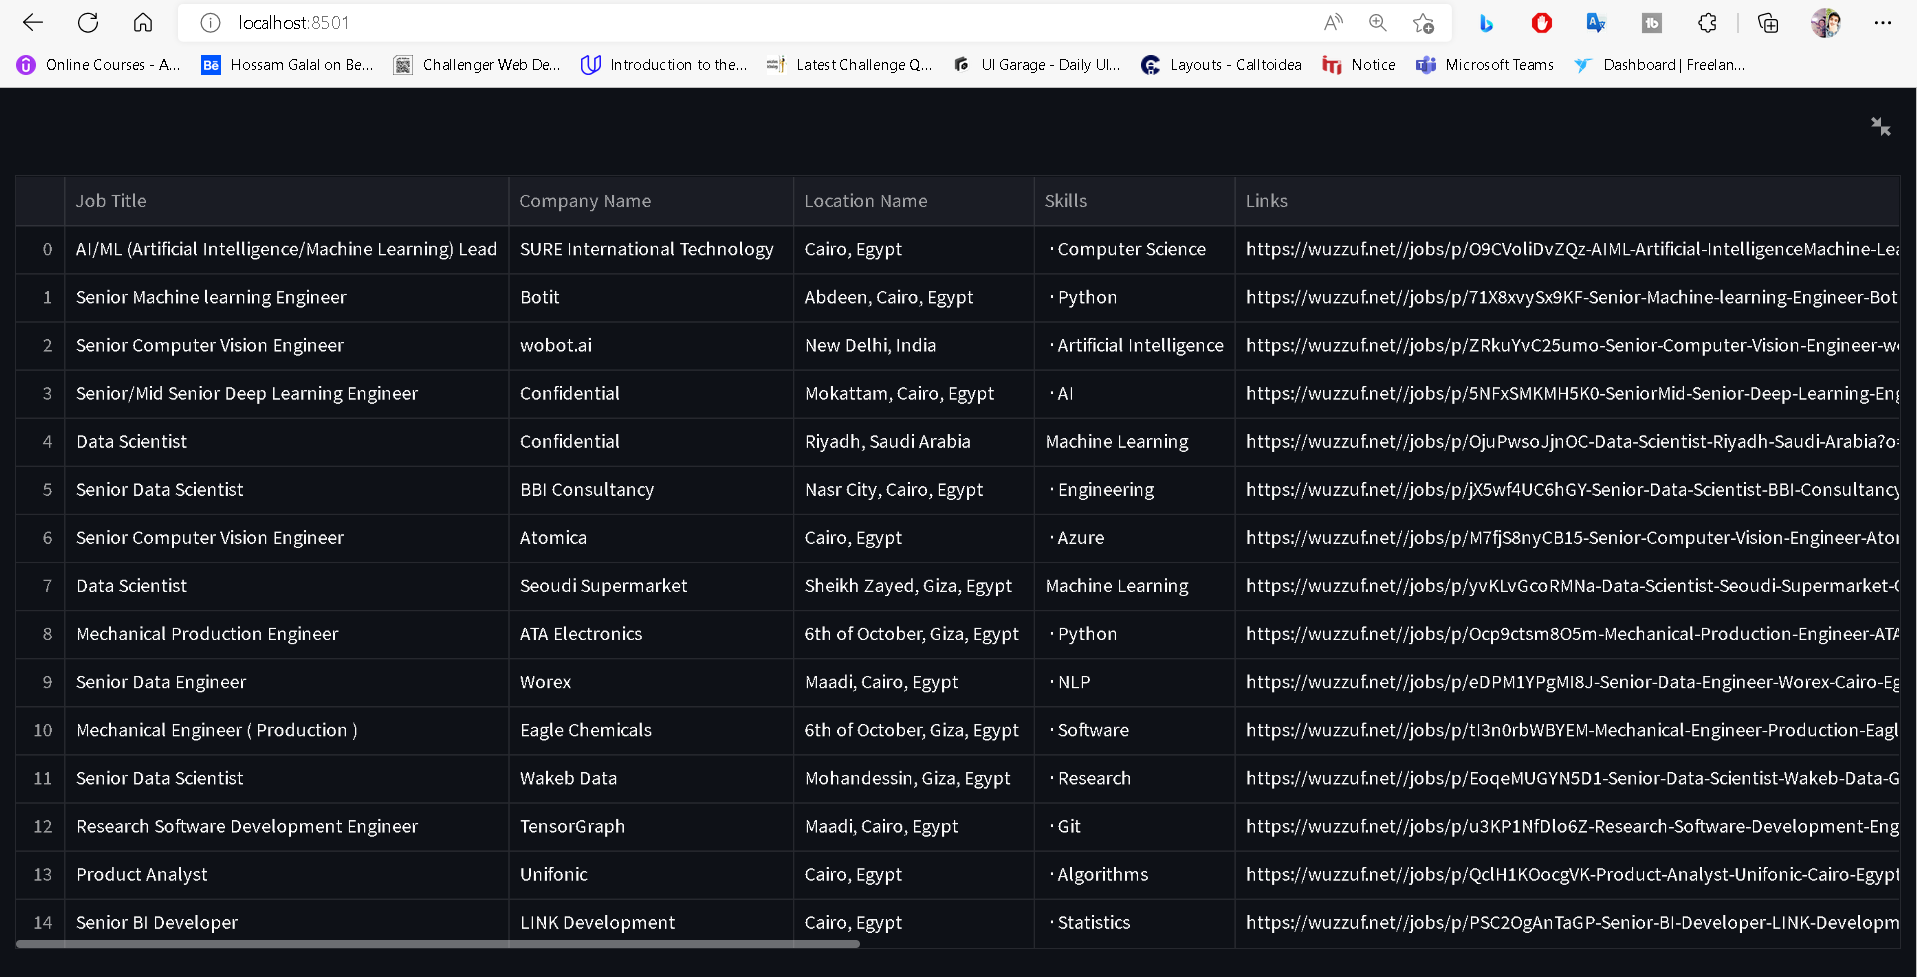 localhost:8501
Online Courses - A... Hossam Galal on Be... Challenger Web De... Introduction to the... Latest Challenge Q... UI Garage - Daily UI... Layouts - Calltoidea Notice Microsoft Teams Dashboard | Freelan...
Job Title Company Name Location Name Skills Links
0 AI/ML (Artificial Intelligence/Machine Learning) Lead SURE International Technology Cairo, Egypt · Computer Science https://wuzzuf.net//jobs/p/O9CVoliDvZQz-AIML-Artificial-IntelligenceMachine-Lea
1 Senior Machine learning Engineer Botit Abdeen, Cairo, Egypt · Python https://wuzzuf.net//jobs/p/71X8xvySx9KF-Senior-Machine-learning-Engineer-Bot
2 Senior Computer Vision Engineer wobot.ai New Delhi, India · Artificial Intelligence https://wuzzuf.net//jobs/p/ZRkuYvC25umo-Senior-Computer-Vision-Engineer-w
3 Senior/Mid Senior Deep Learning Engineer Confidential Mokattam, Cairo, Egypt · AI https://wuzzuf.net//jobs/p/5NFxSMKMH5K0-SeniorMid-Senior-Deep-Learning-Eng
4 Data Scientist Confidential Riyadh, Saudi Arabia Machine Learning https://wuzzuf.net//jobs/p/OjuPwsoJjnOC-Data-Scientist-Riyadh-Saudi-Arabia?o=
5 Senior Data Scientist BBI Consultancy Nasr City, Cairo, Egypt · Engineering https://wuzzuf.net//jobs/p/jX5wf4UC6hGY-Senior-Data-Scientist-BBI-Consultancy
6 Senior Computer Vision Engineer Atomica Cairo, Egypt · Azure https://wuzzuf.net//jobs/p/M7fjS8nyCB15-Senior-Computer-Vision-Engineer-Ator
7 Data Scientist Seoudi Supermarket Sheikh Zayed, Giza, Egypt Machine Learning https://wuzzuf.net//jobs/p/yvKLvGcoRMNa-Data-Scientist-Seoudi-Supermarket-G
8 Mechanical Production Engineer ATA Electronics 6th of October, Giza, Egypt · Python https://wuzzuf.net//jobs/p/Ocp9ctsm8O5m-Mechanical-Production-Engineer-ATA
9 Senior Data Engineer Worex Maadi, Cairo, Egypt · NLP https://wuzzuf.net//jobs/p/eDPM1YPgMI8J-Senior-Data-Engineer-Worex-Cairo-Eg
10 Mechanical Engineer ( Production ) Eagle Chemicals 6th of October, Giza, Egypt · Software https://wuzzuf.net//jobs/p/tI3n0rbWBYEM-Mechanical-Engineer-Production-Eagl
11 Senior Data Scientist Wakeb Data Mohandessin, Giza, Egypt · Research https://wuzzuf.net//jobs/p/EoqeMUGYN5D1-Senior-Data-Scientist-Wakeb-Data-G
12 Research Software Development Engineer TensorGraph Maadi, Cairo, Egypt · Git https://wuzzuf.net//jobs/p/u3KP1NfDlo6Z-Research-Software-Development-Eng
13 Product Analyst Unifonic Cairo, Egypt · Algorithms https://wuzzuf.net//jobs/p/QclH1KOocgVK-Product-Analyst-Unifonic-Cairo-Egypt
14 Senior BI Developer LINK Development Cairo, Egypt · Statistics https://wuzzuf.net//jobs/p/PSC2OgAnTaGP-Senior-BI-Developer-LINK-Developm